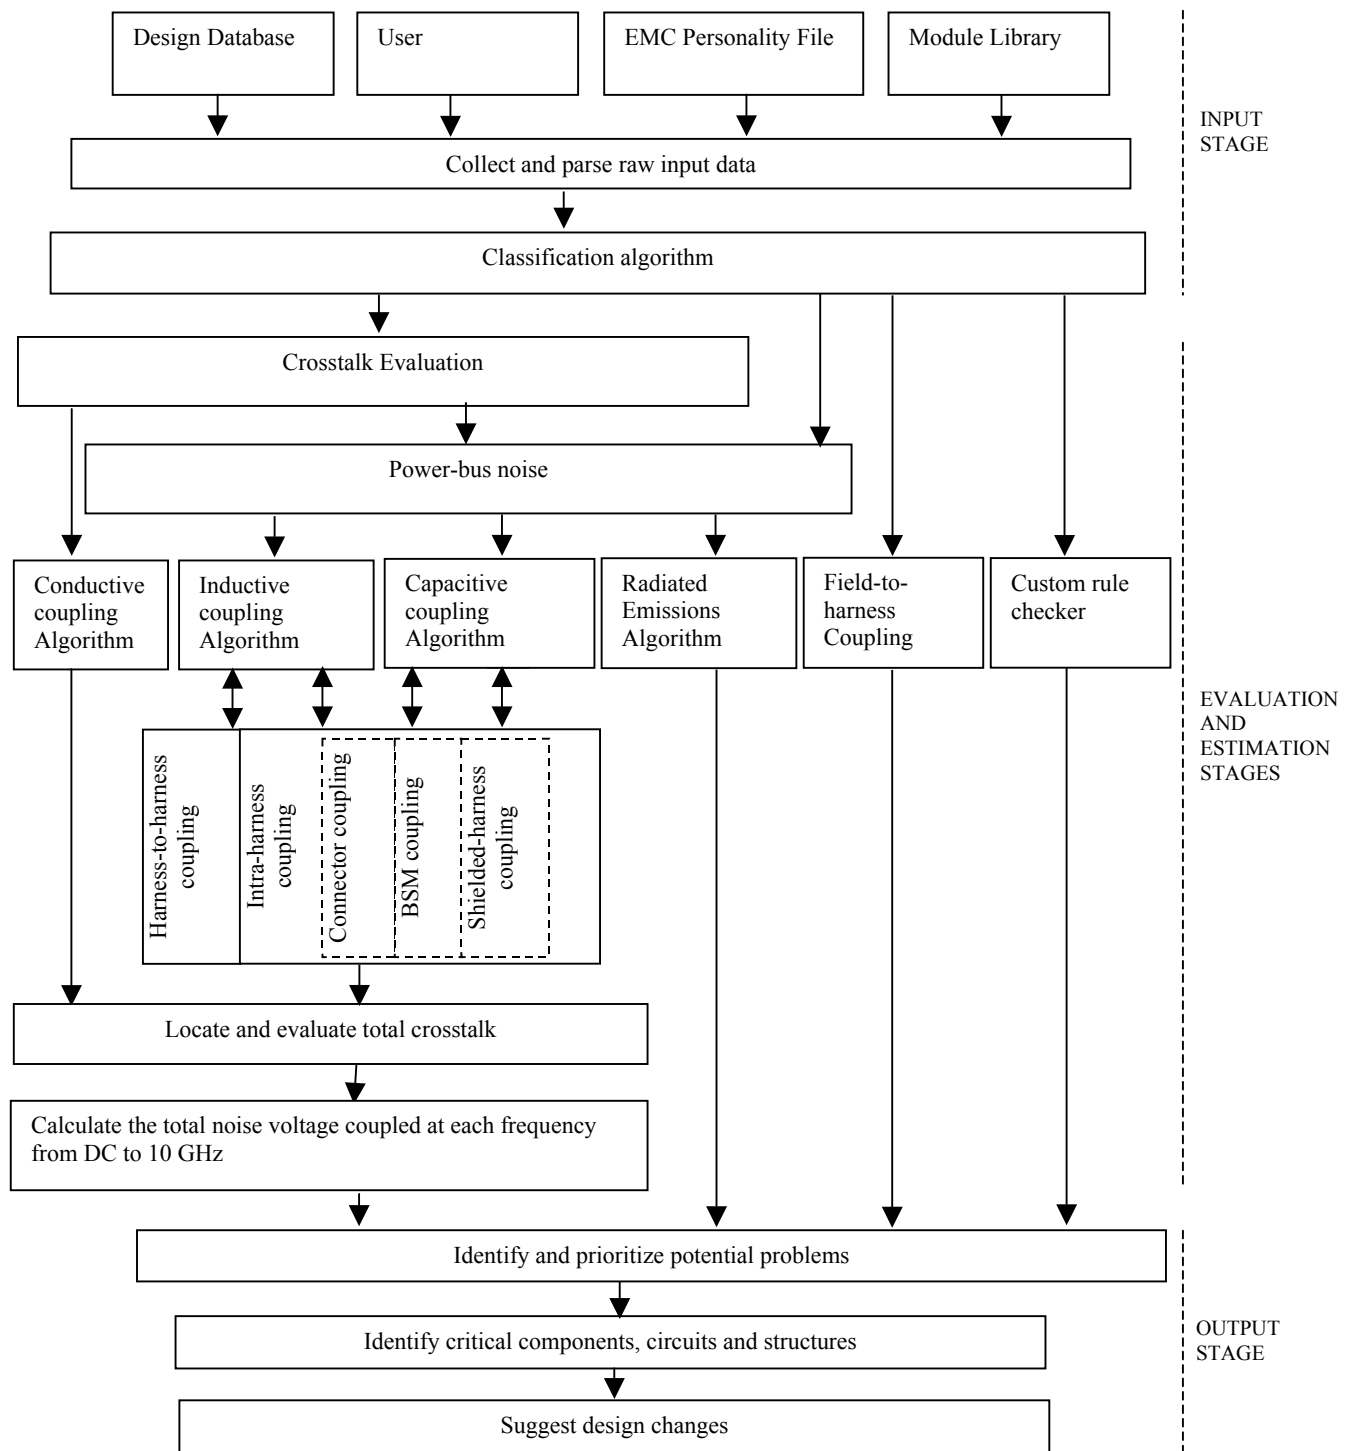 Design Database
User
EMC Personality File
Module Library
INPUT
STAGE
Collect and parse raw input data
Classification algorithm
Crosstalk Evaluation
Power-bus noise
Conductive
coupling
Algorithm
Inductive
coupling
Algorithm
Capacitive
coupling
Algorithm
Radiated
Emissions
Algorithm
Field-to-
harness
Coupling
Custom rule
checker
EVALUATION
AND
ESTIMATION
STAGES
Harness-to-harness
coupling
Intra-harness
coupling
Connector coupling
BSM coupling
Shielded-harness
coupling
Locate and evaluate total crosstalk
Calculate the total noise voltage coupled at each frequency
from DC to 10 GHz
Identify and prioritize potential problems
Identify critical components, circuits and structures
OUTPUT
STAGE
Suggest design changes